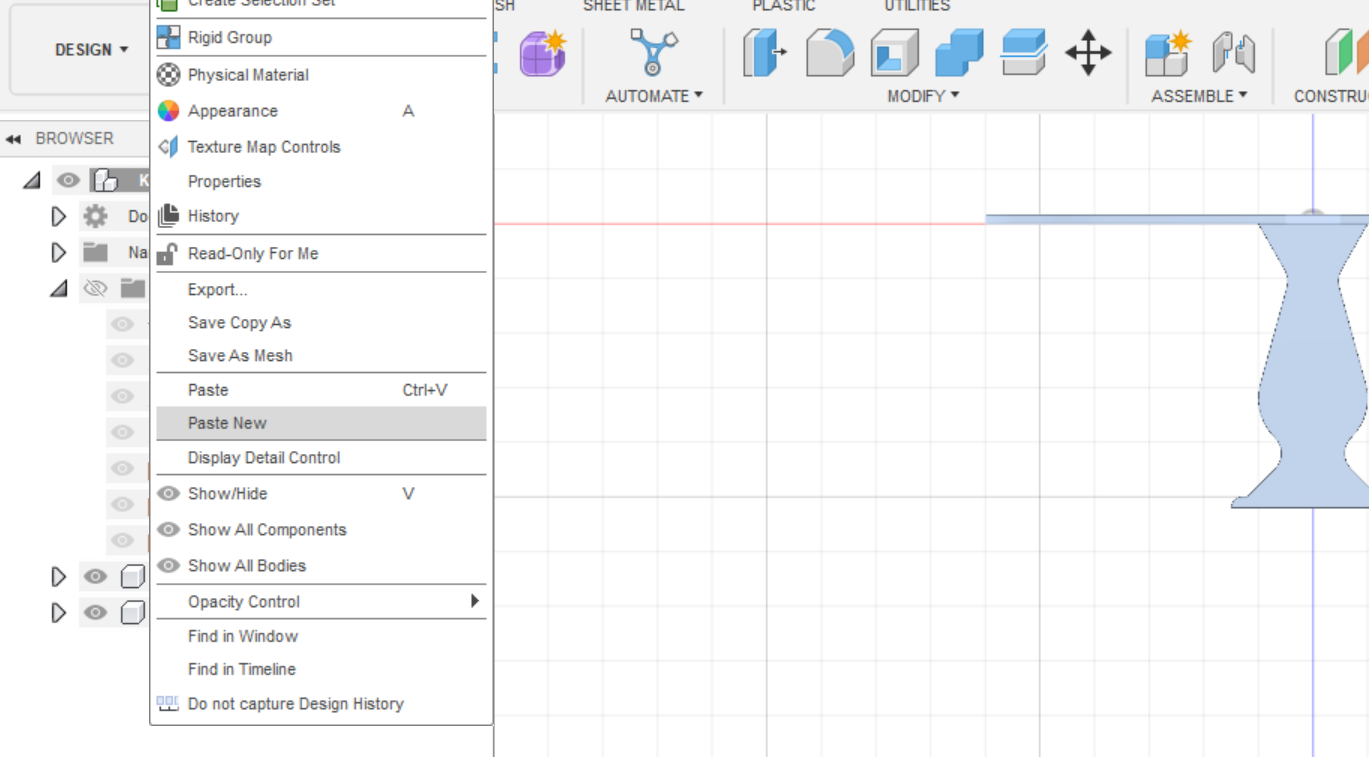 SH SHEET METAL PLASTIC UTILITIES
DESIGN
AUTOMATE MODIFY ASSEMBLE CONSTRU
BROWSER
K
Do
Na
Create Selection Set
Rigid Group
Physical Material
Appearance A
Texture Map Controls
Properties
History
Read-Only For Me
Export...
Save Copy As
Save As Mesh
Paste Ctrl+V
Paste New
Display Detail Control
Show/Hide V
Show All Components
Show All Bodies
Opacity Control
Find in Window
Find in Timeline
Do not capture Design History